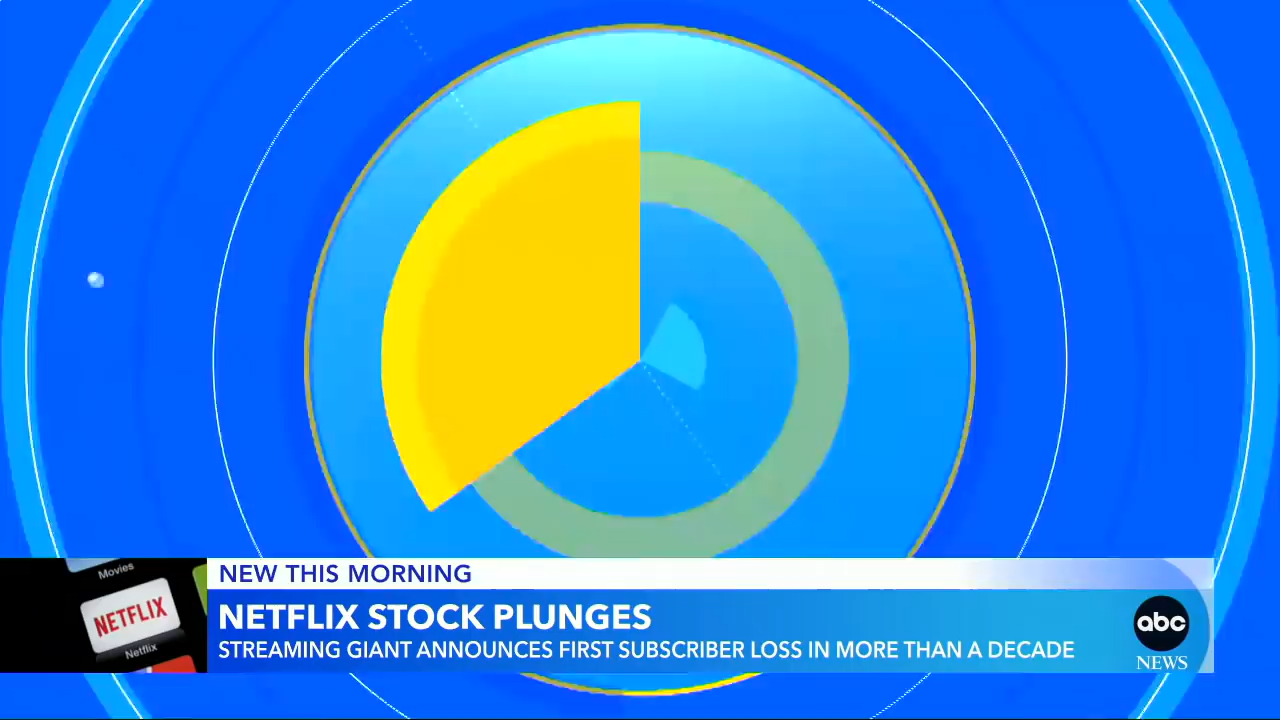 NEW THIS MORNING
Movies
NETFLIX
Netflix
NETFLIX STOCK PLUNGES
STREAMING GIANT ANNOUNCES FIRST SUBSCRIBER LOSS IN MORE THAN A DECADE
abc
NEWS